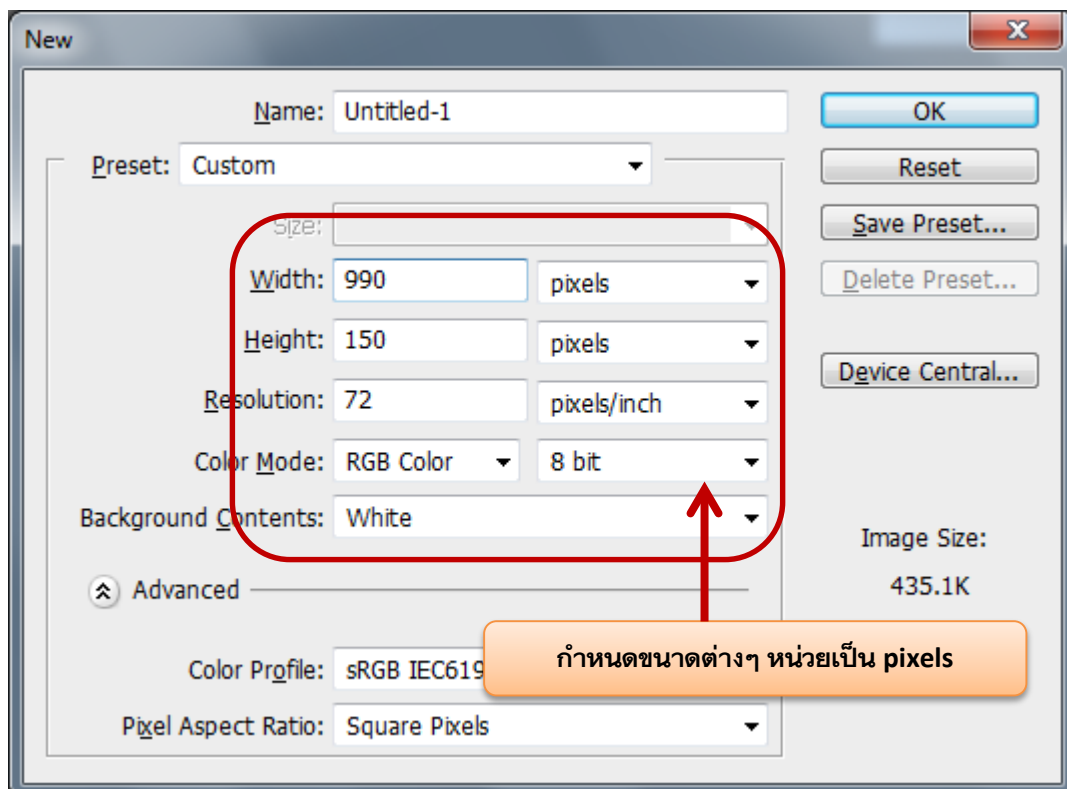 New
Name: Untitled-1
OK
Preset: Custom
Reset
Size:
Save Preset...
Width: 990 pixels
Delete Preset...
Height: 150 pixels
Device Central...
Resolution: 72 pixels/inch
Color Mode: RGB Color 8 bit
Background Contents: White
Image Size:
435.1K
Advanced
กำหนดขนาดต่างๆ หน่วยเป็น pixels
Color Profile: sRGB IEC619
Pixel Aspect Ratio: Square Pixels